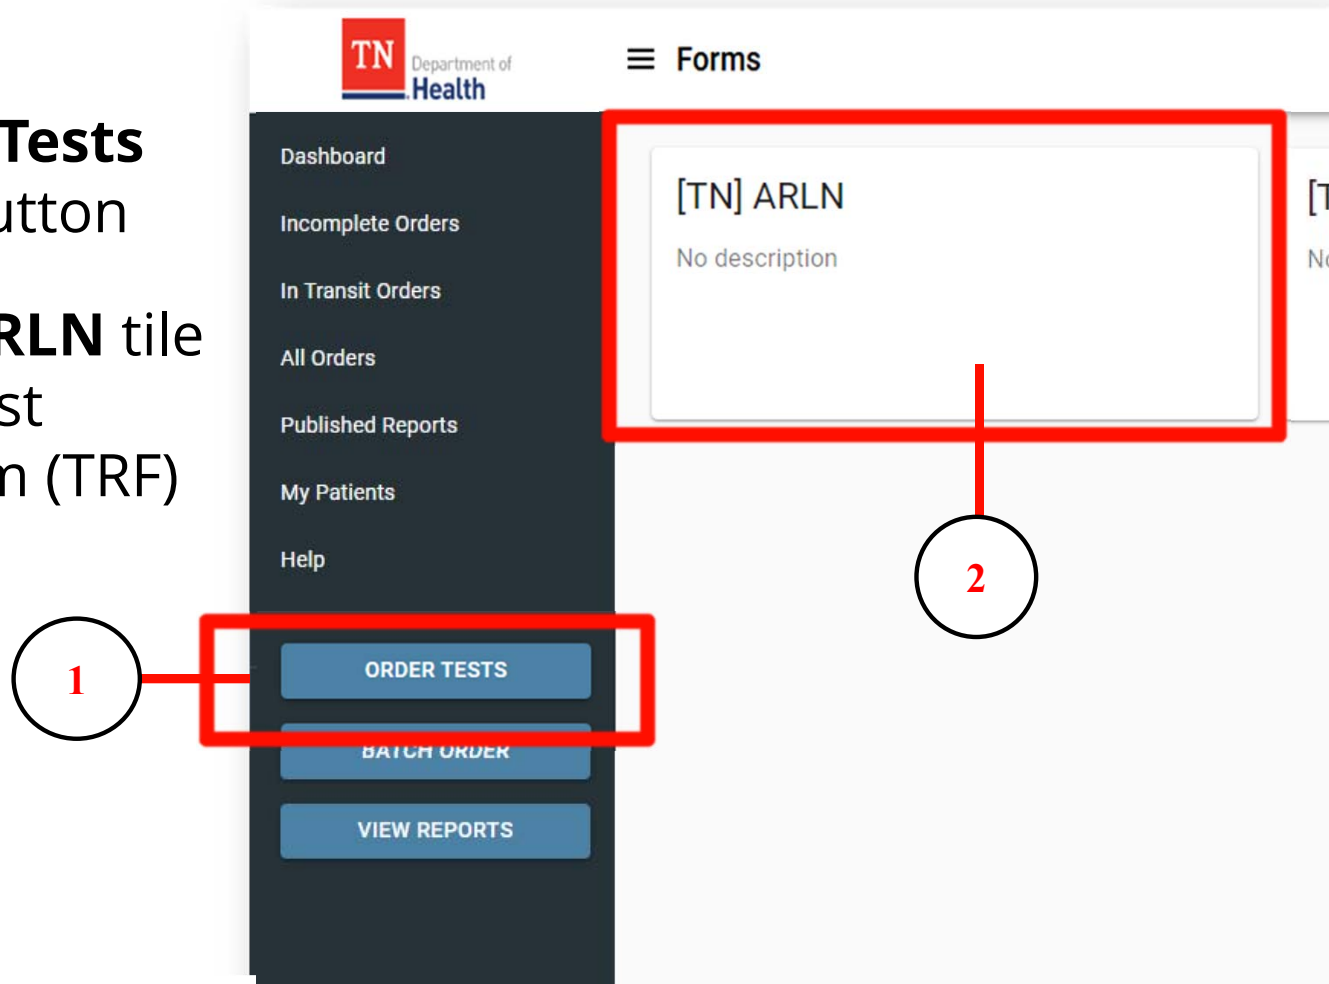 Tests
utton
RLN tile
st
m (TRF)
TN Department of
Health
Forms
Dashboard
Incomplete Orders
In Transit Orders
All Orders
Published Reports
My Patients
Help
ORDER TESTS
BATCH ORDER
VIEW REPORTS
[TN] ARLN
No description
[T
No
1
2